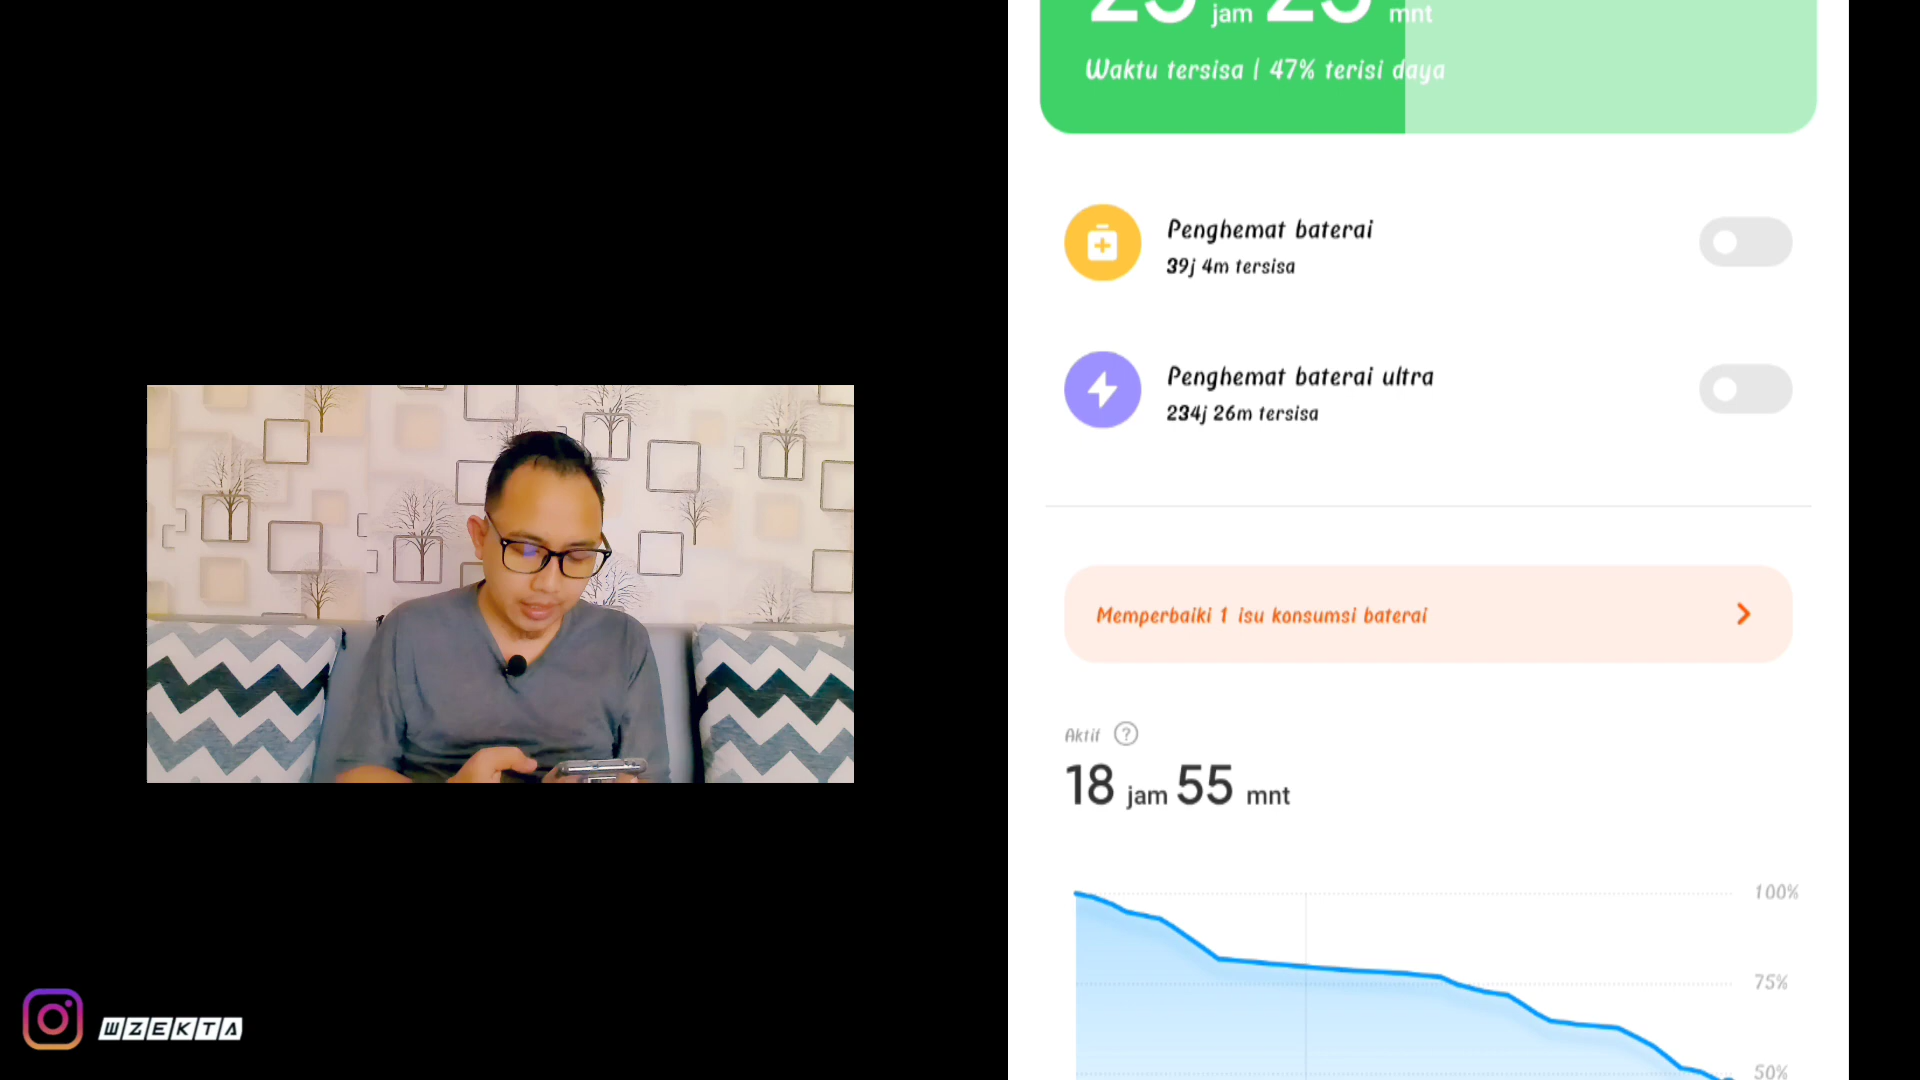 jam mnt
Waktu tersisa | 47% terisi daya
Penghemat baterai
39j 4m tersisa
Penghemat baterai ultra
234j 26m tersisa
Memperbaiki 1 isu konsumsi baterai
Aktif ?
18 jam 55 mnt
100%
75%
50%
WZEKTA